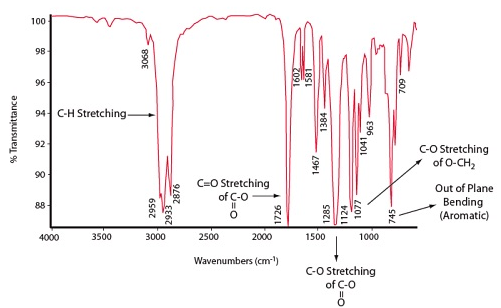 100
98
96
94
92
90
88
% Transmittance
3068
C-H Stretching
2959
2933
2876
C=O Stretching
of C-O
=
O
1726
1602
1581
1467
1384
1285
1124
1077
1041
963
745
709
C-O Stretching
of O-CH2
Out of Plane
Bending
(Aromatic)
4000
3500
3000
2500
2000
1500
1000
Wavenumbers (cm-1)
C-O Stretching
of C-O
=
O